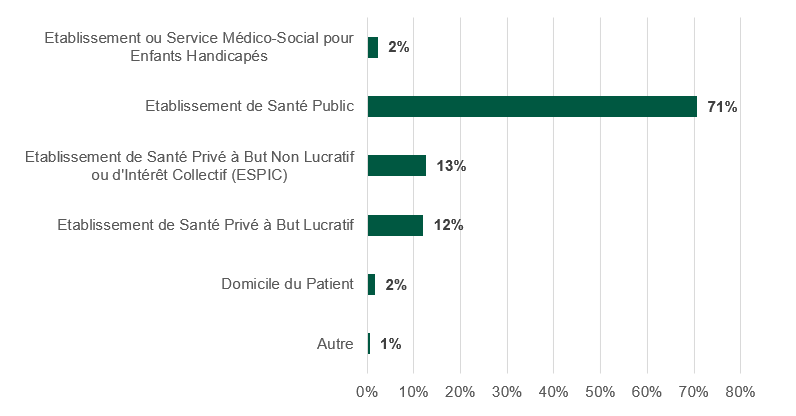 Etablissement ou Service Médico-Social pour
Enfants Handicapés
2%
Etablissement de Santé Public
71%
Etablissement de Santé Privé à But Non Lucratif
ou d'Intérêt Collectif (ESPIC)
13%
Etablissement de Santé Privé à But Lucratif
12%
Domicile du Patient
2%
Autre
1%
0% 10% 20% 30% 40% 50% 60% 70% 80%